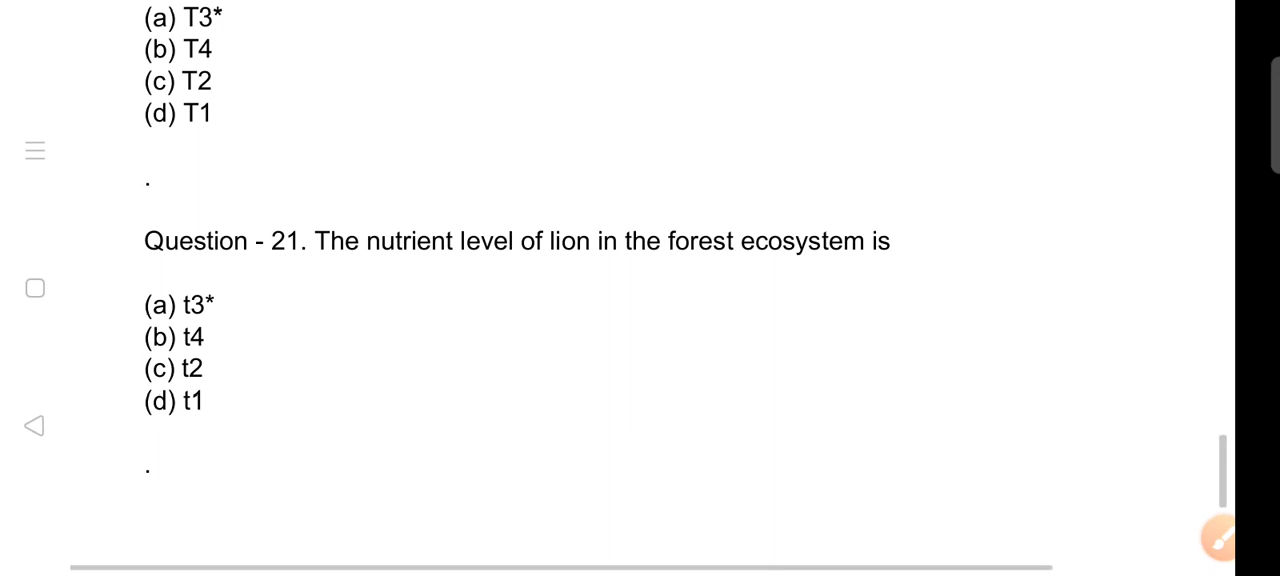 (a) T3*
(b) T4
(c) T2
(d) T1
.
Question - 21. The nutrient level of lion in the forest ecosystem is
(a) t3*
(b) t4
(c) t2
(d) t1
.